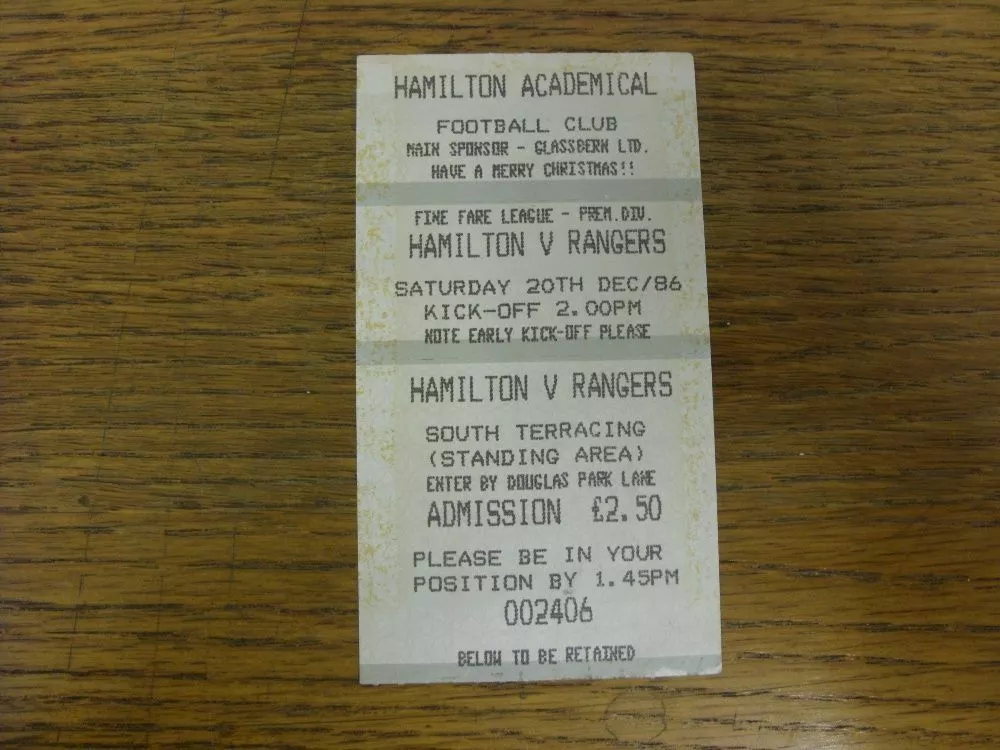 HAMILTON ACADEMICAL
FOOTBALL CLUB
MAIN SPONSOR - GLASSBERN LTD.
HAVE A MERRY CHRISTMAS!!
FINE FARE LEAGUE - PREM.DIV.
HAMILTON V RANGERS
SATURDAY 20TH DEC/86
KICK-OFF 2.00PM
NOTE EARLY KICK-OFF PLEASE
HAMILTON V RANGERS
SOUTH TERRACING
(STANDING AREA)
ENTER BY DOUGLAS PARK LANE
ADMISSION £2.50
PLEASE BE IN YOUR
POSITION BY 1.45PM
002406
BELOW TO BE RETAINED